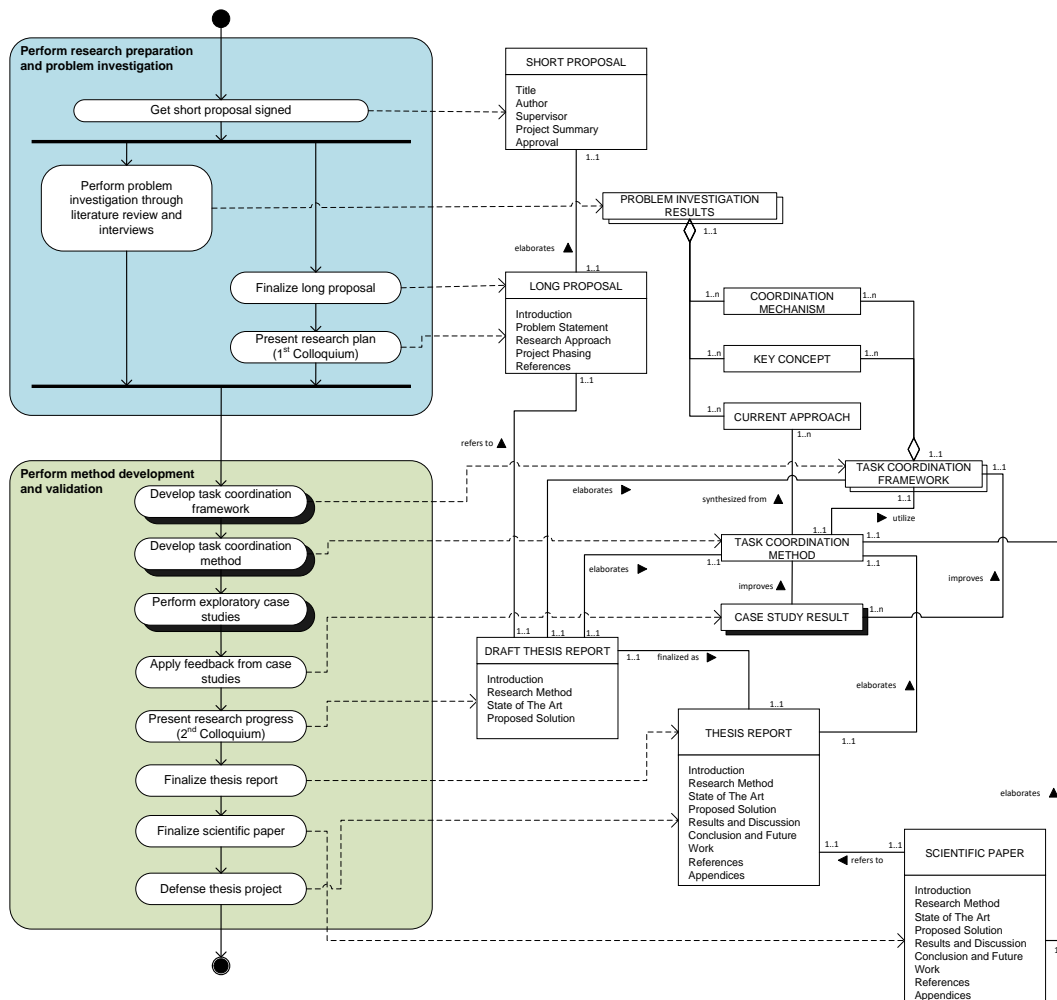 Perform research preparation
and problem investigation
Get short proposal signed
Perform problem
investigation through
literature review and
interviews
Finalize long proposal
Present research plan
(1st Colloquium)
SHORT PROPOSAL
Title
Author
Supervisor
Project Summary
Approval
1..1
elaborates ▲
1..1
PROBLEM INVESTIGATION
RESULTS
1..1
LONG PROPOSAL
Introduction
Problem Statement
Research Approach
Project Phasing
References
1..1
1..n
COORDINATION
MECHANISM
1..n
1..n
KEY CONCEPT
1..n
1..n
CURRENT APPROACH
1..n
refers to ▲
Perform method development
and validation
Develop task coordination
framework
Develop task coordination
method
Perform exploratory case
studies
Apply feedback from case
studies
Present research progress
(2nd Colloquium)
Finalize thesis report
Finalize scientific paper
Defense thesis project
1..1
TASK COORDINATION
FRAMEWORK
1..1
1..1
elaborates ►
synthesized from ▲
► utilize
1..1
TASK COORDINATION
METHOD
1..1
1..1
1..1
elaborates ►
improves ▲
improves ▲
CASE STUDY RESULT
1..n
1..1
1..1
1..1
DRAFT THESIS REPORT
Introduction
Research Method
State of The Art
Proposed Solution
1..1
finalized as ►
elaborates ▲
1..1
THESIS REPORT
Introduction
Research Method
State of The Art
Proposed Solution
Results and Discussion
Conclusion and Future
Work
References
Appendices
1..1
elaborates ▲
1..1
◄ refers to
1..1
SCIENTIFIC PAPER
Introduction
Research Method
State of The Art
Proposed Solution
Results and Discussion
Conclusion and Future
Work
References
Appendices